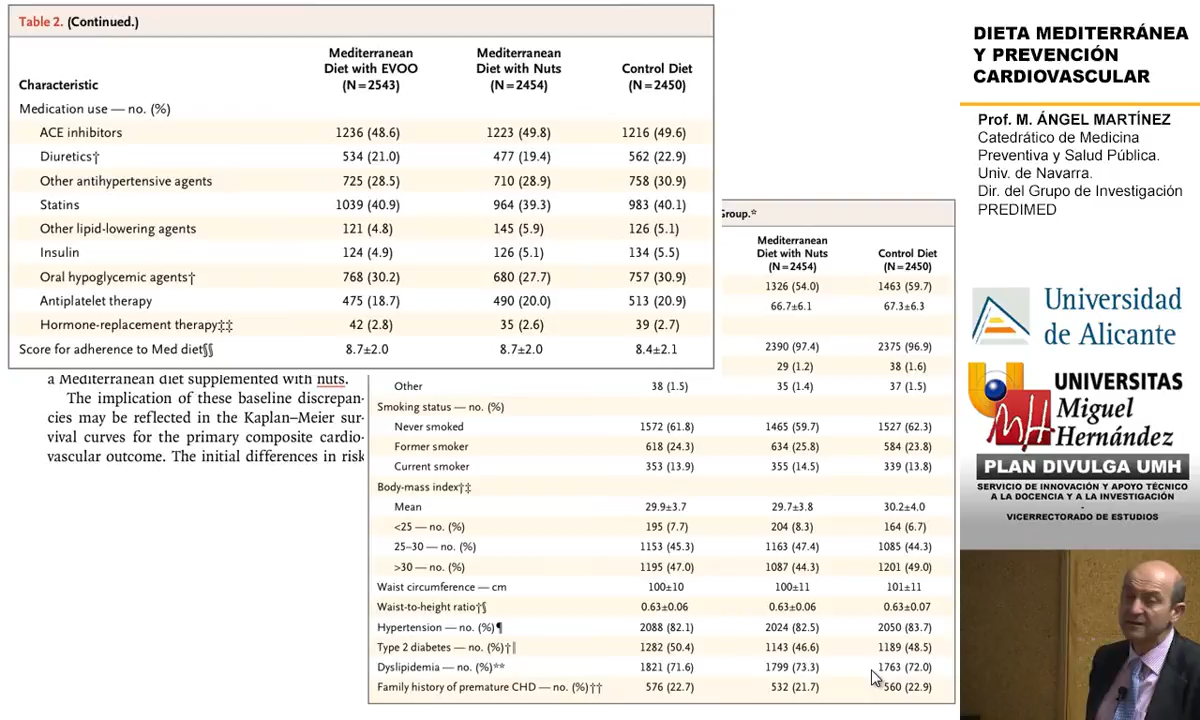 Table 2. (Continued.)
Characteristic Mediterranean Diet with EVOO (N=2543) Mediterranean Diet with Nuts (N=2454) Control Diet (N=2450)
Medication use — no. (%)
ACE inhibitors 1236 (48.6) 1223 (49.8) 1216 (49.6)
Diuretics† 534 (21.0) 477 (19.4) 562 (22.9)
Other antihypertensive agents 725 (28.5) 710 (28.9) 758 (30.9)
Statins 1039 (40.9) 964 (39.3) 983 (40.1)
Other lipid-lowering agents 121 (4.8) 145 (5.9) 126 (5.1)
Insulin 124 (4.9) 126 (5.1) 134 (5.5)
Oral hypoglycemic agents† 768 (30.2) 680 (27.7) 757 (30.9)
Antiplatelet therapy 475 (18.7) 490 (20.0) 513 (20.9)
Hormone-replacement therapy‡‡ 42 (2.8) 35 (2.6) 39 (2.7)
Score for adherence to Med diet§§ 8.7±2.0 8.7±2.0 8.4±2.1
a Mediterranean diet supplemented with nuts.
The implication of these baseline discrepan-
cies may be reflected in the Kaplan–Meier sur-
vival curves for the primary composite cardio-
vascular outcome. The initial differences in risk
Group.*
Mediterranean Diet with Nuts (N=2454) Control Diet (N=2450)
1326 (54.0) 1463 (59.7)
66.7±6.1 67.3±6.3
2390 (97.4) 2375 (96.9)
29 (1.2) 38 (1.6)
Other 38 (1.5) 35 (1.4) 37 (1.5)
Smoking status — no. (%)
Never smoked 1572 (61.8) 1465 (59.7) 1527 (62.3)
Former smoker 618 (24.3) 634 (25.8) 584 (23.8)
Current smoker 353 (13.9) 355 (14.5) 339 (13.8)
Body-mass index†‡
Mean 29.9±3.7 29.7±3.8 30.2±4.0
<25 — no. (%) 195 (7.7) 204 (8.3) 164 (6.7)
25–30 — no. (%) 1153 (45.3) 1163 (47.4) 1085 (44.3)
>30 — no. (%) 1195 (47.0) 1087 (44.3) 1201 (49.0)
Waist circumference — cm 100±10 100±11 101±11
Waist-to-height ratio†§ 0.63±0.06 0.63±0.06 0.63±0.07
Hypertension — no. (%)¶ 2088 (82.1) 2024 (82.5) 2050 (83.7)
Type 2 diabetes — no. (%)†‖ 1282 (50.4) 1143 (46.6) 1189 (48.5)
Dyslipidemia — no. (%)** 1821 (71.6) 1799 (73.3) 1763 (72.0)
Family history of premature CHD — no. (%)†† 576 (22.7) 532 (21.7) 560 (22.9)
DIETA MEDITERRÁNEA
Y PREVENCIÓN
CARDIOVASCULAR
Prof. M. ÁNGEL MARTÍNEZ
Catedrático de Medicina
Preventiva y Salud Pública.
Univ. de Navarra.
Dir. del Grupo de Investigación
PREDIMED
Universidad
de Alicante
UNIVERSITAS
Miguel
Hernández
PLAN DIVULGA UMH
SERVICIO DE INNOVACIÓN Y APOYO TÉCNICO
A LA DOCENCIA Y A LA INVESTIGACIÓN
-
VICERRECTORADO DE ESTUDIOS